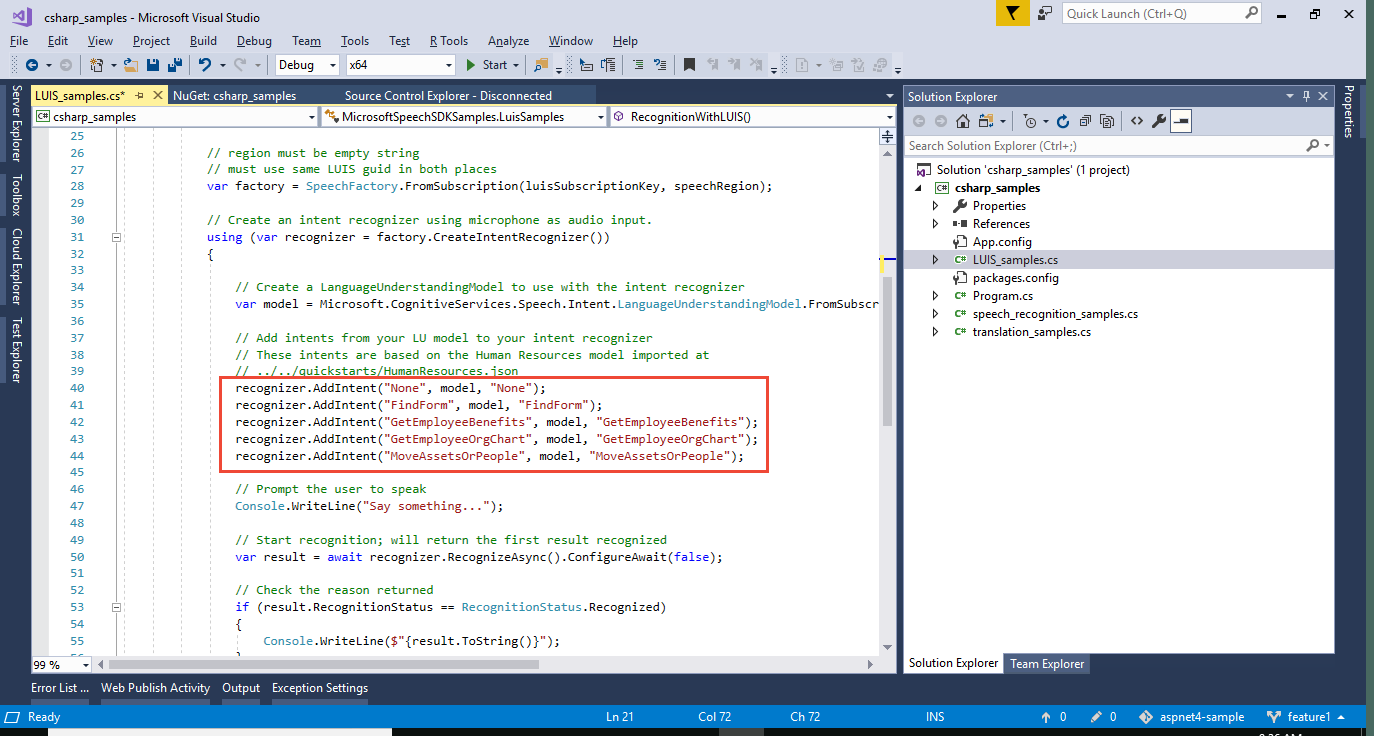 csharp_samples - Microsoft Visual Studio
Quick Launch (Ctrl+Q)
File Edit View Project Build Debug Team Tools Test R Tools Analyze Window Help
Debug x64 Start
Server Explorer
Toolbox
Cloud Explorer
Test Explorer
LUIS_samples.cs* NuGet: csharp_samples Source Control Explorer - Disconnected
csharp_samples MicrosoftSpeechSDKSamples.LuisSamples RecognitionWithLUIS()
25
26 // region must be empty string
27 // must use same LUIS guid in both places
28 var factory = SpeechFactory.FromSubscription(luisSubscriptionKey, speechRegion);
29
30 // Create an intent recognizer using microphone as audio input.
31 using (var recognizer = factory.CreateIntentRecognizer())
32 {
33
34 // Create a LanguageUnderstandingModel to use with the intent recognizer
35 var model = Microsoft.CognitiveServices.Speech.Intent.LanguageUnderstandingModel.FromSubscr
36
37 // Add intents from your LU model to your intent recognizer
38 // These intents are based on the Human Resources model imported at
39 // ../../quickstarts/HumanResources.json
40 recognizer.AddIntent("None", model, "None");
41 recognizer.AddIntent("FindForm", model, "FindForm");
42 recognizer.AddIntent("GetEmployeeBenefits", model, "GetEmployeeBenefits");
43 recognizer.AddIntent("GetEmployeeOrgChart", model, "GetEmployeeOrgChart");
44 recognizer.AddIntent("MoveAssetsOrPeople", model, "MoveAssetsOrPeople");
45
46 // Prompt the user to speak
47 Console.WriteLine("Say something...");
48
49 // Start recognition; will return the first result recognized
50 var result = await recognizer.RecognizeAsync().ConfigureAwait(false);
51
52 // Check the reason returned
53 if (result.RecognitionStatus == RecognitionStatus.Recognized)
54 {
55 Console.WriteLine($"{result.ToString()}");
99 %
Solution Explorer
Search Solution Explorer (Ctrl+;)
Solution 'csharp_samples' (1 project)
C# csharp_samples
Properties
References
App.config
C# LUIS_samples.cs
packages.config
C# Program.cs
C# speech_recognition_samples.cs
C# translation_samples.cs
Solution Explorer Team Explorer
Properties
Error List ... Web Publish Activity Output Exception Settings
Ready Ln 21 Col 72 Ch 72 INS 0 0 aspnet4-sample feature1